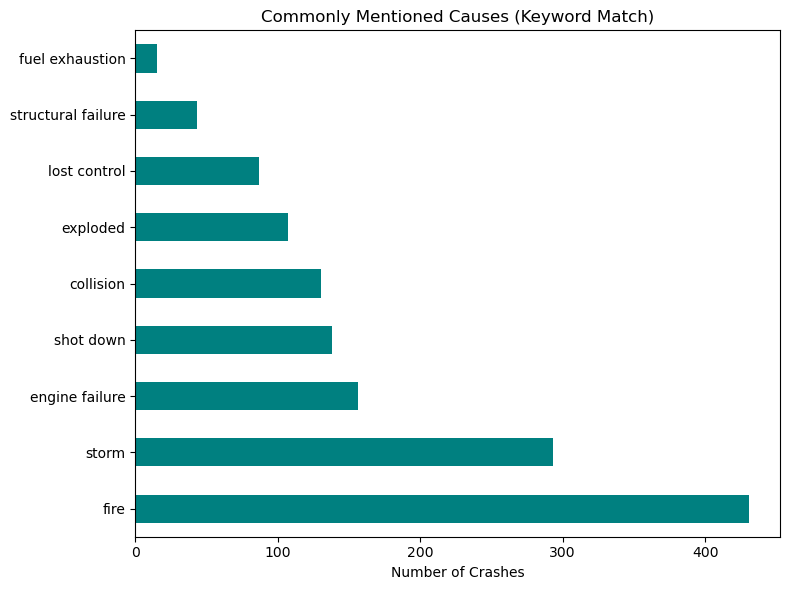 Commonly Mentioned Causes (Keyword Match)
fuel exhaustion
structural failure
lost control
exploded
collision
shot down
engine failure
storm
fire
0 100 200 300 400
Number of Crashes